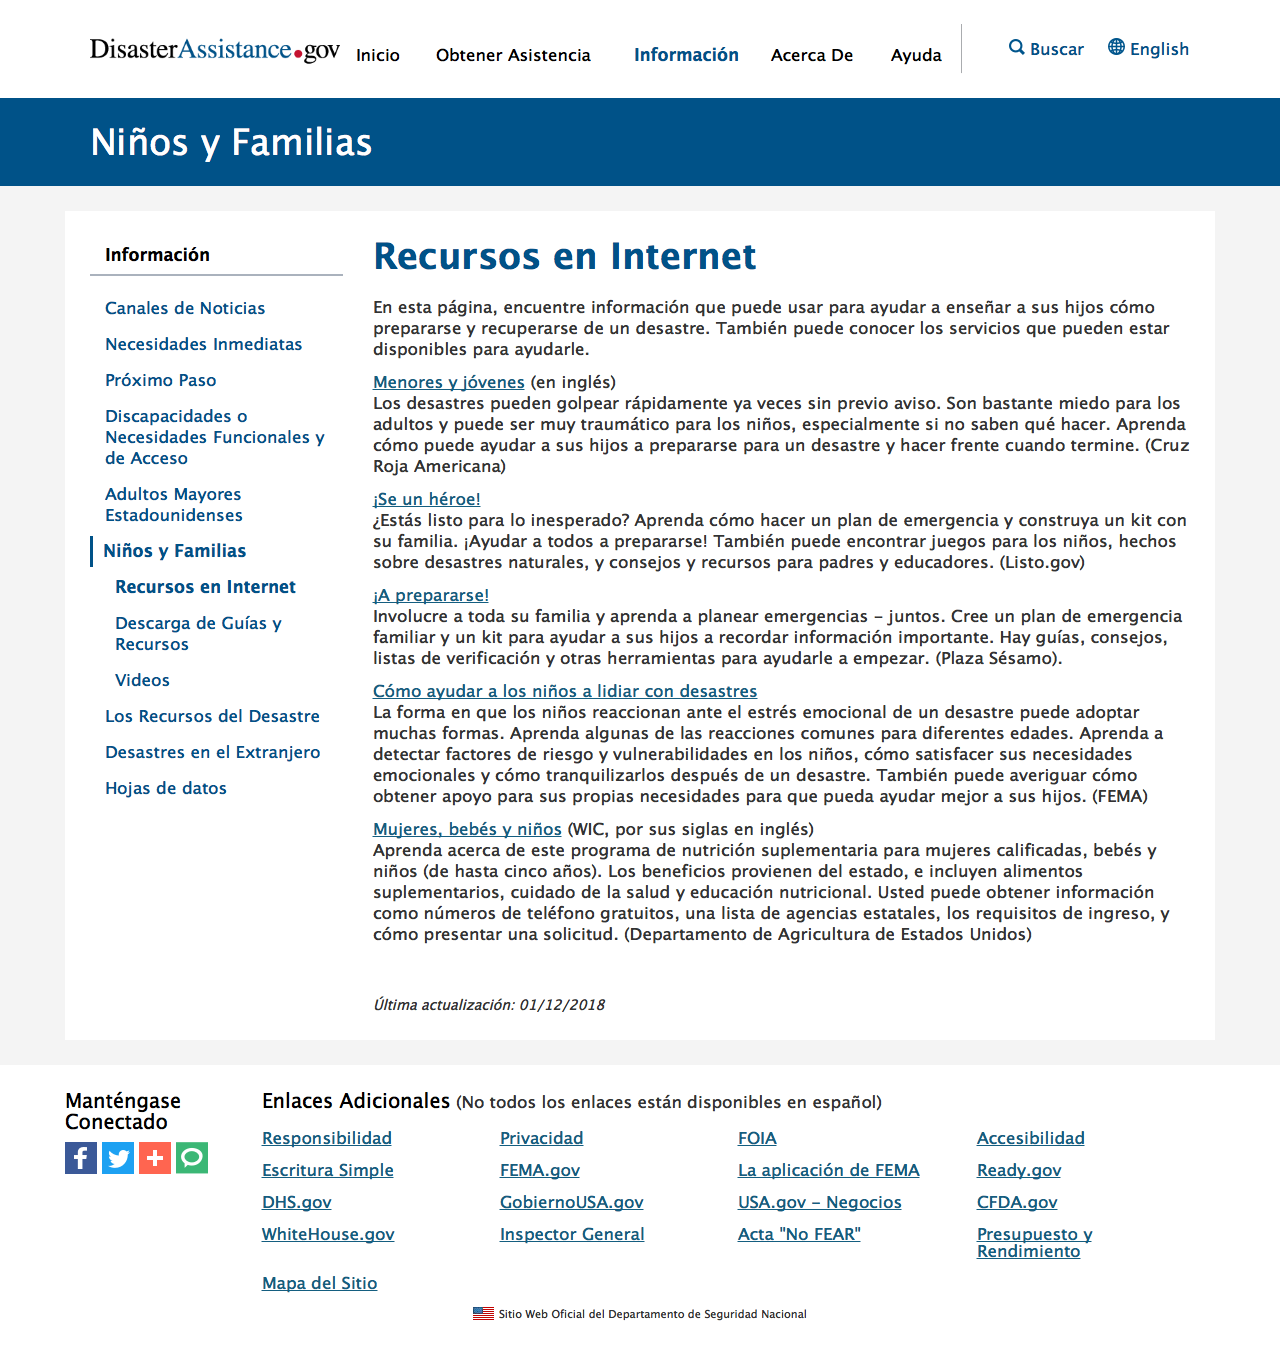 DisasterAssistance.gov
Inicio
Obtener Asistencia
Información
Acerca De
Ayuda
Buscar
English
Niños y Familias
Información
Canales de Noticias
Necesidades Inmediatas
Próximo Paso
Discapacidades o
Necesidades Funcionales y
de Acceso
Adultos Mayores
Estadounidenses
Niños y Familias
Recursos en Internet
Descarga de Guías y
Recursos
Videos
Los Recursos del Desastre
Desastres en el Extranjero
Hojas de datos
Recursos en Internet
En esta página, encuentre información que puede usar para ayudar a enseñar a sus hijos cómo
prepararse y recuperarse de un desastre. También puede conocer los servicios que pueden estar
disponibles para ayudarle.
Menores y jóvenes (en inglés)
Los desastres pueden golpear rápidamente ya veces sin previo aviso. Son bastante miedo para los
adultos y puede ser muy traumático para los niños, especialmente si no saben qué hacer. Aprenda
cómo puede ayudar a sus hijos a prepararse para un desastre y hacer frente cuando termine. (Cruz
Roja Americana)
¡Se un héroe!
¿Estás listo para lo inesperado? Aprenda cómo hacer un plan de emergencia y construya un kit con
su familia. ¡Ayudar a todos a prepararse! También puede encontrar juegos para los niños, hechos
sobre desastres naturales, y consejos y recursos para padres y educadores. (Listo.gov)
¡A prepararse!
Involucre a toda su familia y aprenda a planear emergencias – juntos. Cree un plan de emergencia
familiar y un kit para ayudar a sus hijos a recordar información importante. Hay guías, consejos,
listas de verificación y otras herramientas para ayudarle a empezar. (Plaza Sésamo).
Cómo ayudar a los niños a lidiar con desastres
La forma en que los niños reaccionan ante el estrés emocional de un desastre puede adoptar
muchas formas. Aprenda algunas de las reacciones comunes para diferentes edades. Aprenda a
detectar factores de riesgo y vulnerabilidades en los niños, cómo satisfacer sus necesidades
emocionales y cómo tranquilizarlos después de un desastre. También puede averiguar cómo
obtener apoyo para sus propias necesidades para que pueda ayudar mejor a sus hijos. (FEMA)
Mujeres, bebés y niños (WIC, por sus siglas en inglés)
Aprenda acerca de este programa de nutrición suplementaria para mujeres calificadas, bebés y
niños (de hasta cinco años). Los beneficios provienen del estado, e incluyen alimentos
suplementarios, cuidado de la salud y educación nutricional. Usted puede obtener información
como números de teléfono gratuitos, una lista de agencias estatales, los requisitos de ingreso, y
cómo presentar una solicitud. (Departamento de Agricultura de Estados Unidos)
Última actualización: 01/12/2018
Manténgase
Conectado
Enlaces Adicionales (No todos los enlaces están disponibles en español)
Responsibilidad
Privacidad
FOIA
Accesibilidad
Escritura Simple
FEMA.gov
La aplicación de FEMA
Ready.gov
DHS.gov
GobiernoUSA.gov
USA.gov – Negocios
CFDA.gov
WhiteHouse.gov
Inspector General
Acta "No FEAR"
Presupuesto y
Rendimiento
Mapa del Sitio
Sitio Web Oficial del Departamento de Seguridad Nacional